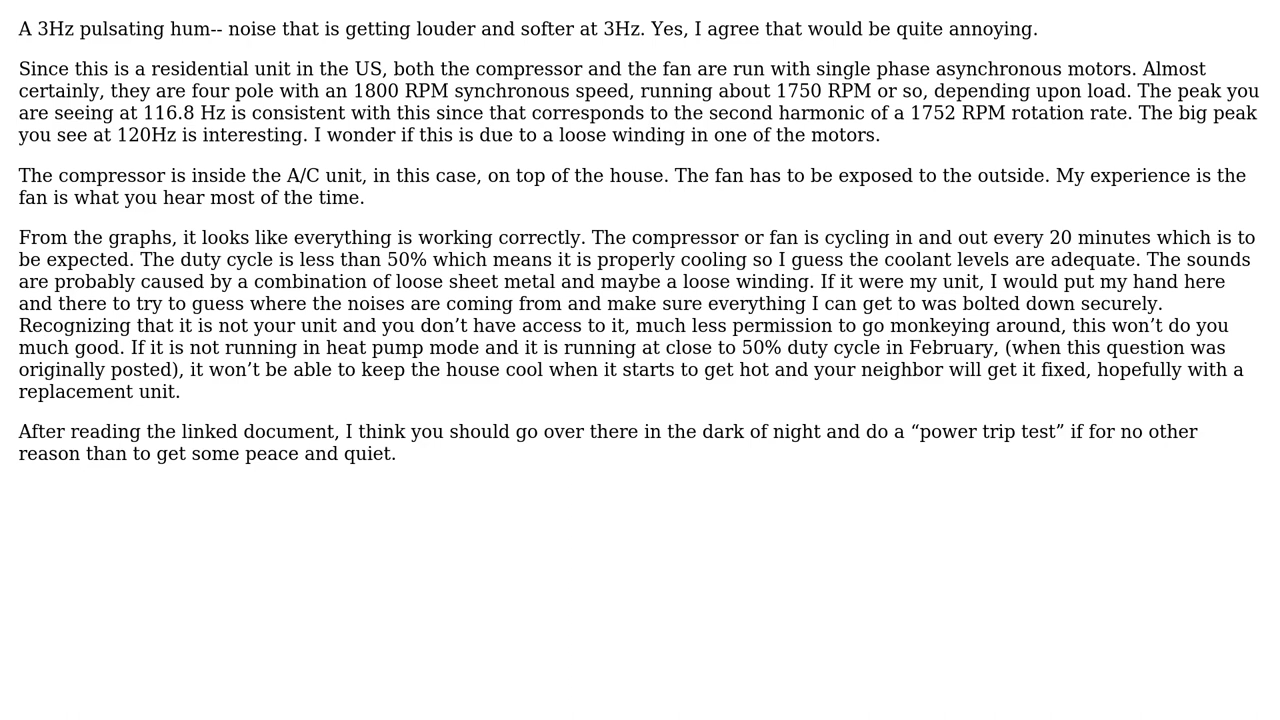 A 3Hz pulsating hum-- noise that is getting louder and softer at 3Hz. Yes, I agree that would be quite annoying.
Since this is a residential unit in the US, both the compressor and the fan are run with single phase asynchronous motors. Almost
certainly, they are four pole with an 1800 RPM synchronous speed, running about 1750 RPM or so, depending upon load. The peak you
are seeing at 116.8 Hz is consistent with this since that corresponds to the second harmonic of a 1752 RPM rotation rate. The big peak
you see at 120Hz is interesting. I wonder if this is due to a loose winding in one of the motors.
The compressor is inside the A/C unit, in this case, on top of the house. The fan has to be exposed to the outside. My experience is the
fan is what you hear most of the time.
From the graphs, it looks like everything is working correctly. The compressor or fan is cycling in and out every 20 minutes which is to
be expected. The duty cycle is less than 50% which means it is properly cooling so I guess the coolant levels are adequate. The sounds
are probably caused by a combination of loose sheet metal and maybe a loose winding. If it were my unit, I would put my hand here
and there to try to guess where the noises are coming from and make sure everything I can get to was bolted down securely.
Recognizing that it is not your unit and you don’t have access to it, much less permission to go monkeying around, this won’t do you
much good. If it is not running in heat pump mode and it is running at close to 50% duty cycle in February, (when this question was
originally posted), it won’t be able to keep the house cool when it starts to get hot and your neighbor will get it fixed, hopefully with a
replacement unit.
After reading the linked document, I think you should go over there in the dark of night and do a “power trip test” if for no other
reason than to get some peace and quiet.